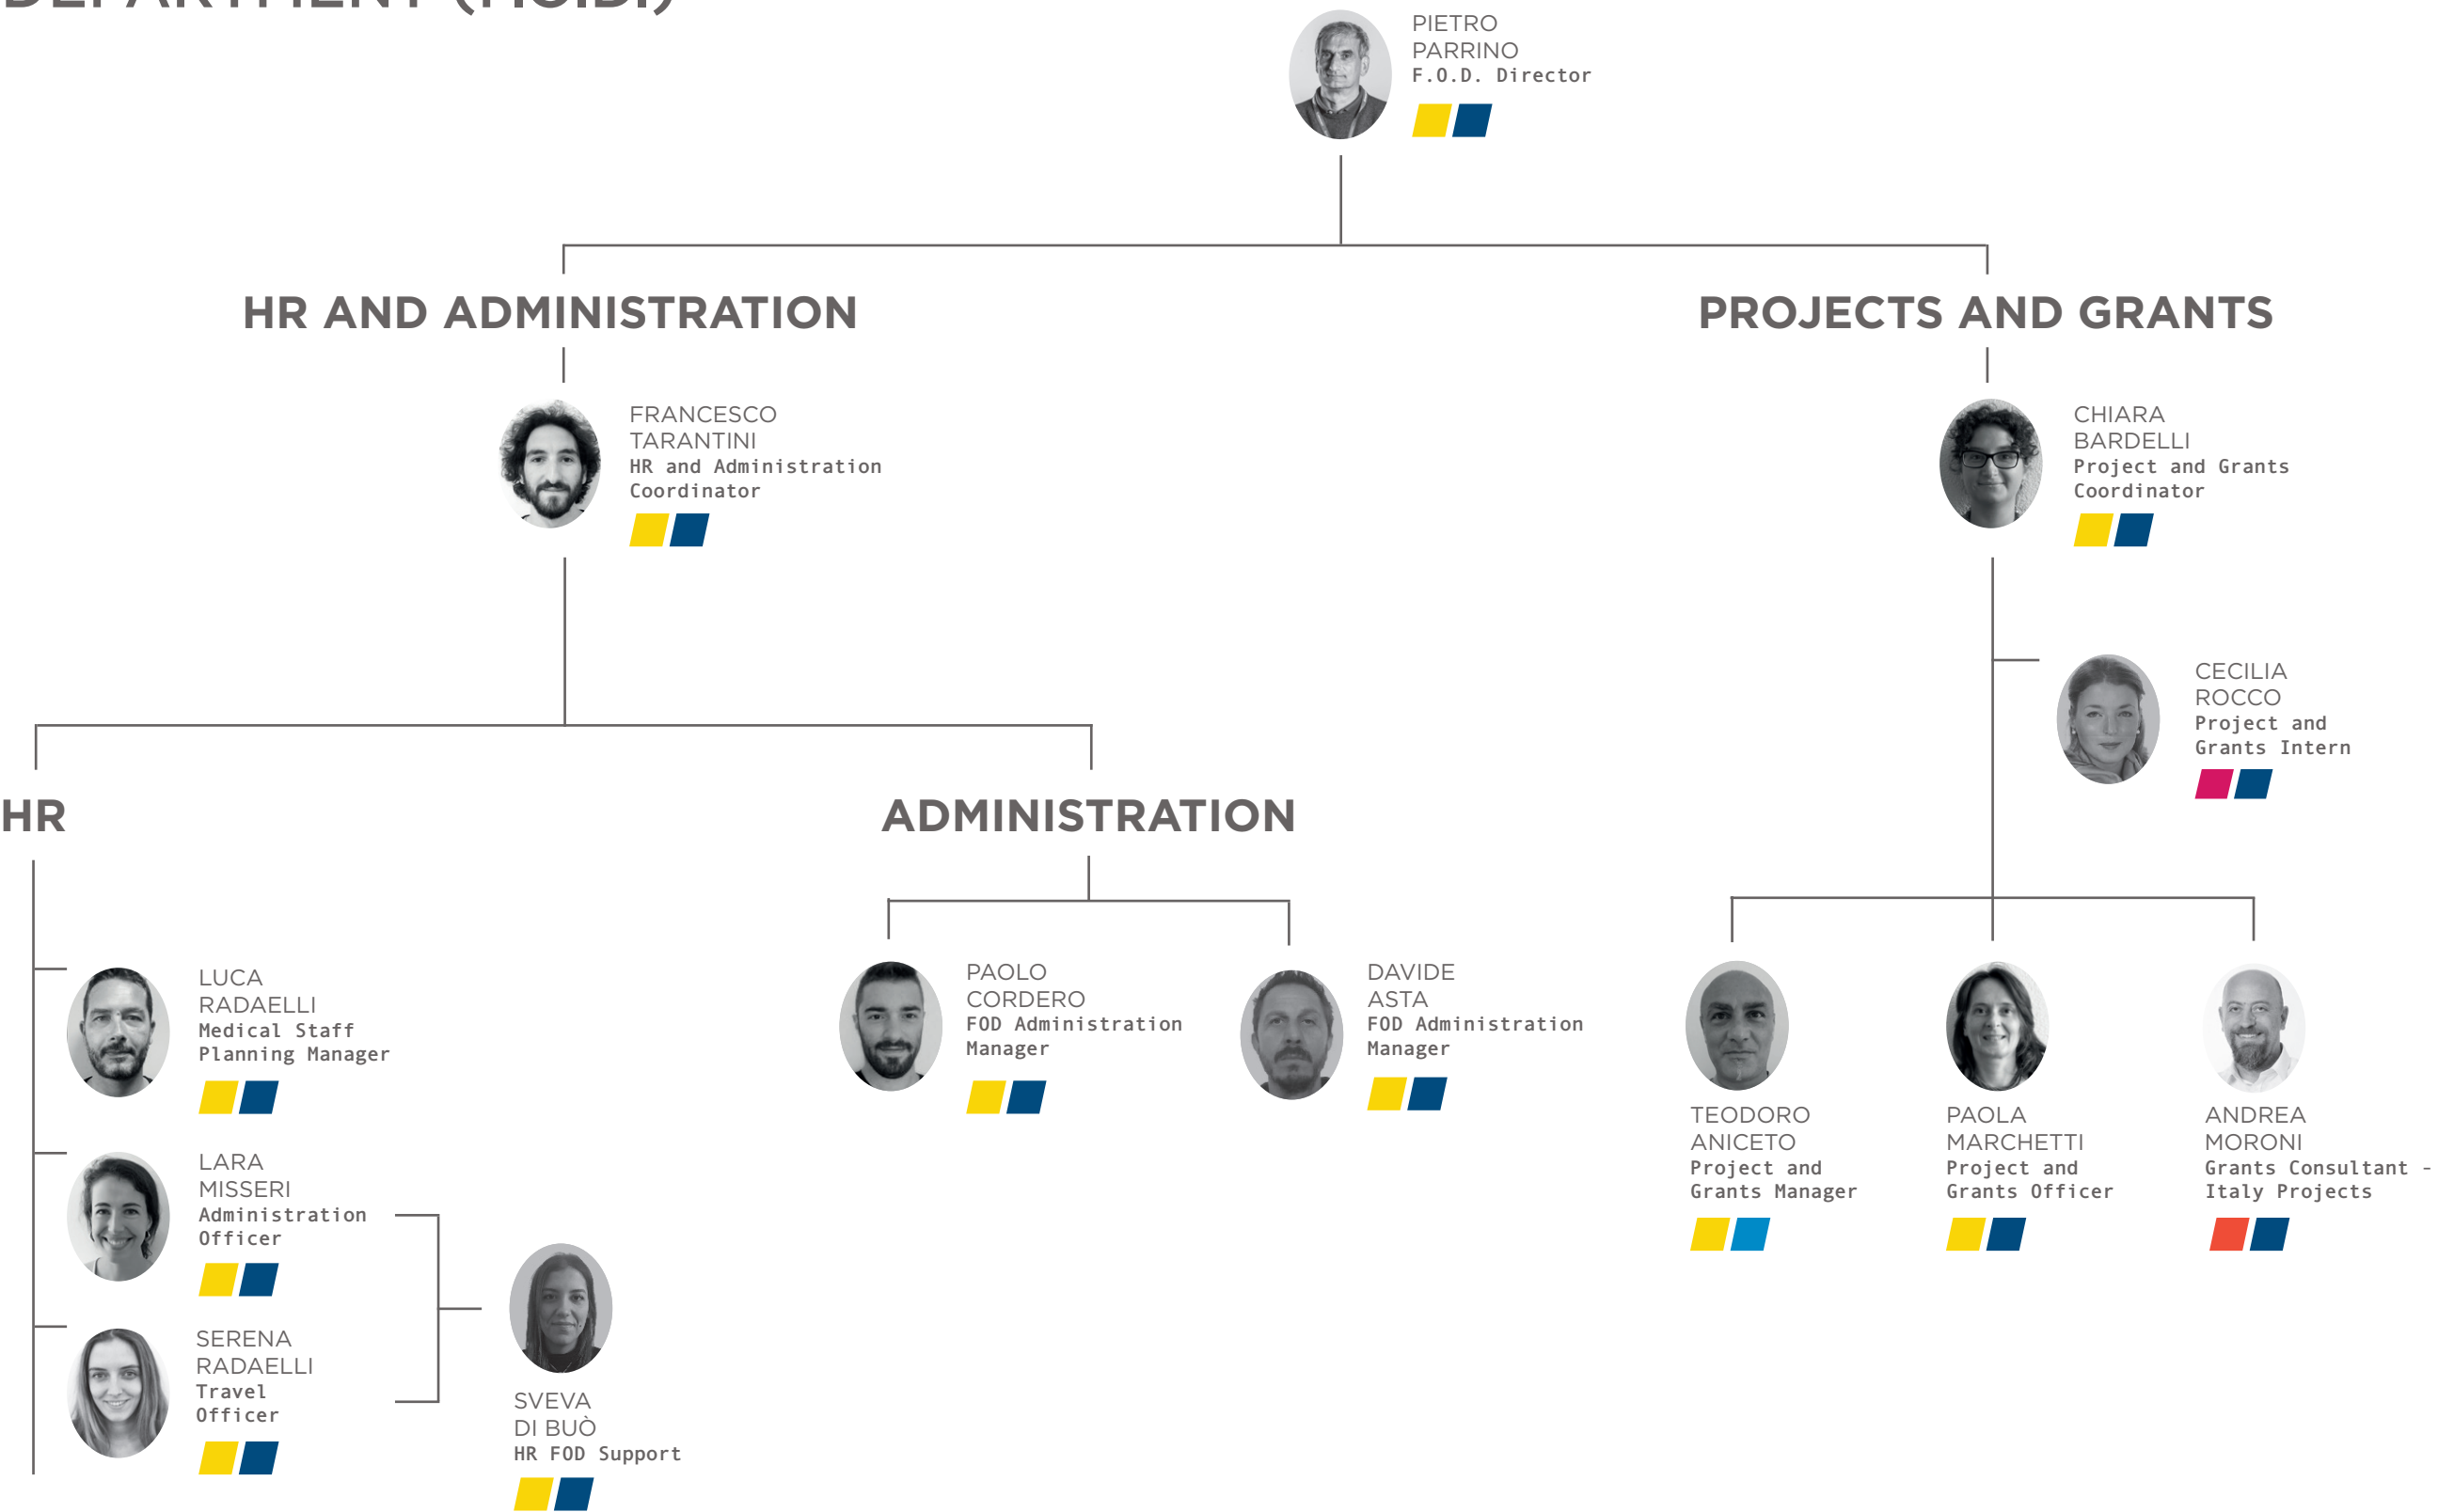 DEPARTMENT (F.O.D.)
PIETRO
PARRINO
F.O.D. Director
HR AND ADMINISTRATION
PROJECTS AND GRANTS
FRANCESCO
TARANTINI
HR and Administration
Coordinator
CHIARA
BARDELLI
Project and Grants
Coordinator
CECILIA
ROCCO
Project and
Grants Intern
HR
ADMINISTRATION
LUCA
RADAELLI
Medical Staff
Planning Manager
PAOLO
CORDERO
FOD Administration
Manager
DAVIDE
ASTA
FOD Administration
Manager
TEODORO
ANICETO
Project and
Grants Manager
PAOLA
MARCHETTI
Project and
Grants Officer
ANDREA
MORONI
Grants Consultant -
Italy Projects
LARA
MISSERI
Administration
Officer
SERENA
RADAELLI
Travel
Officer
SVEVA
DI BUÒ
HR FOD Support